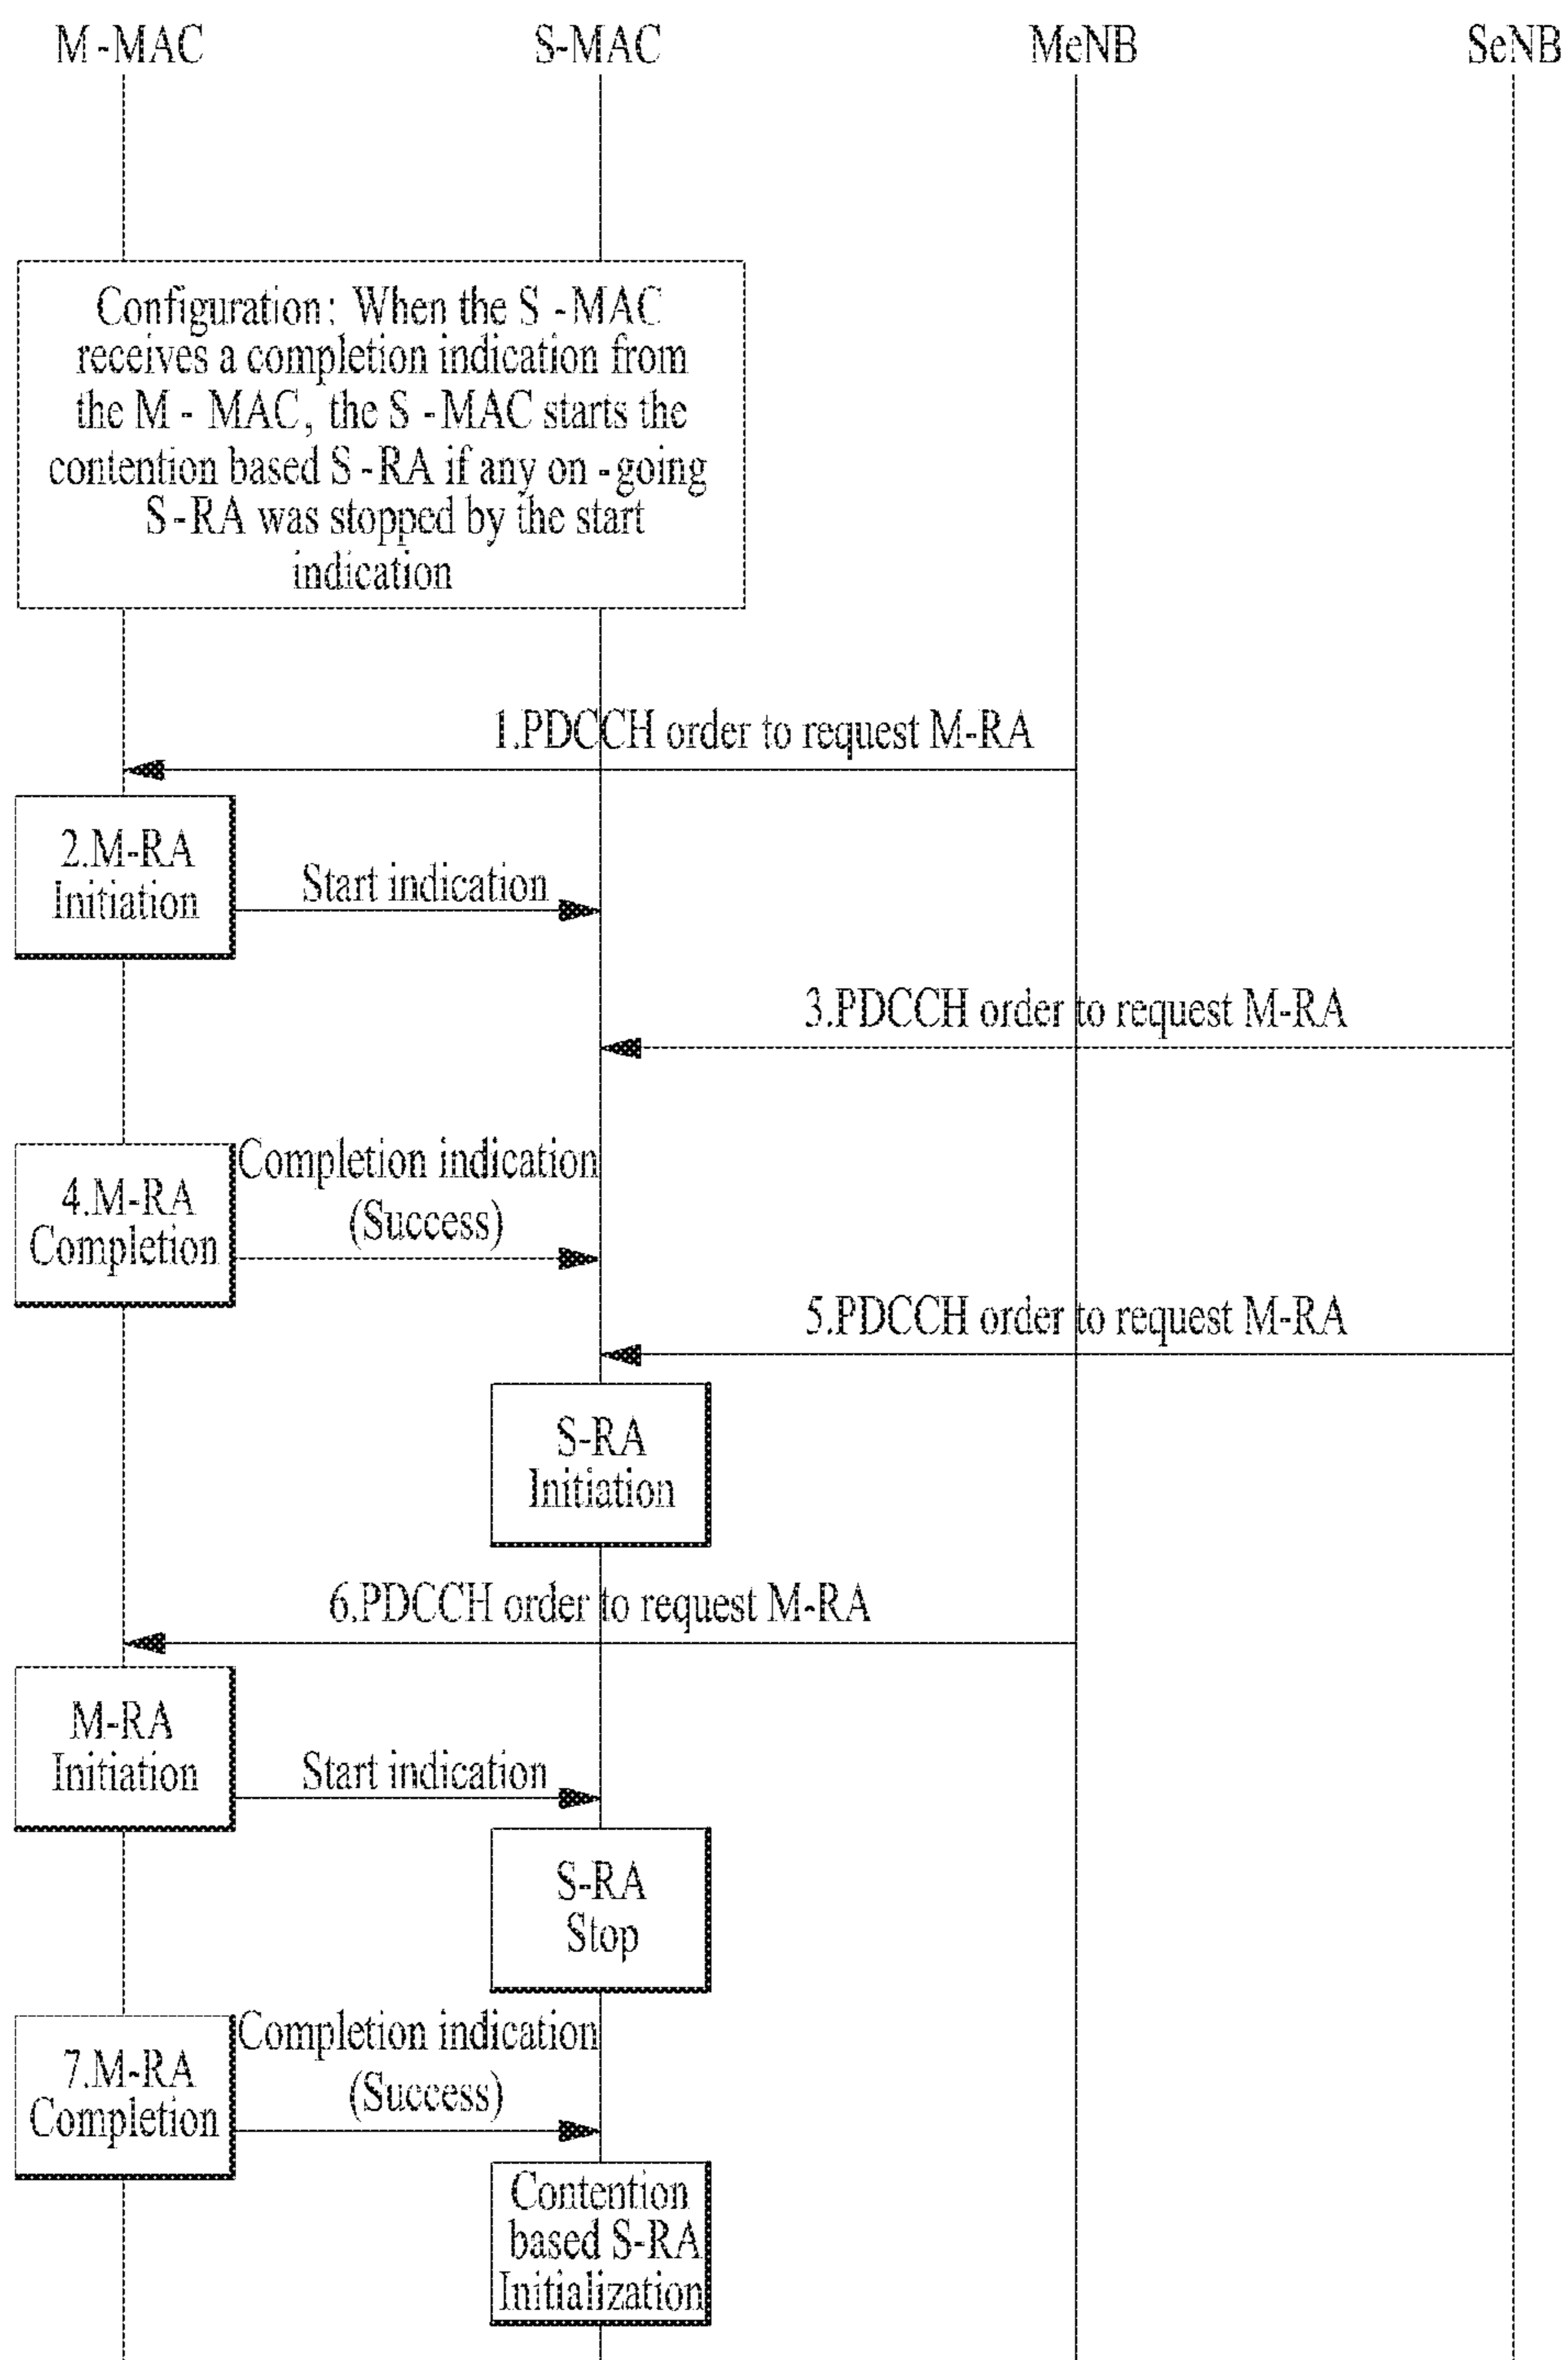 M-MAC
S-MAC
MeNB
SeNB
Configuration: When the S-MAC
receives a completion indication from
the M-MAC, the S-MAC starts the
contention based S-RA if any on-going
S-RA was stopped by the start
indication
1.PDCCH order to request M-RA
2.M-RA
Initiation
Start indication
3.PDCCH order to request M-RA
4.M-RA
Completion
Completion indication
(Success)
5.PDCCH order to request M-RA
S-RA
Initiation
6.PDCCH order to request M-RA
M-RA
Initiation
Start indication
S-RA
Stop
7.M-RA
Completion
Completion indication
(Success)
Contention
based S-RA
Initialization